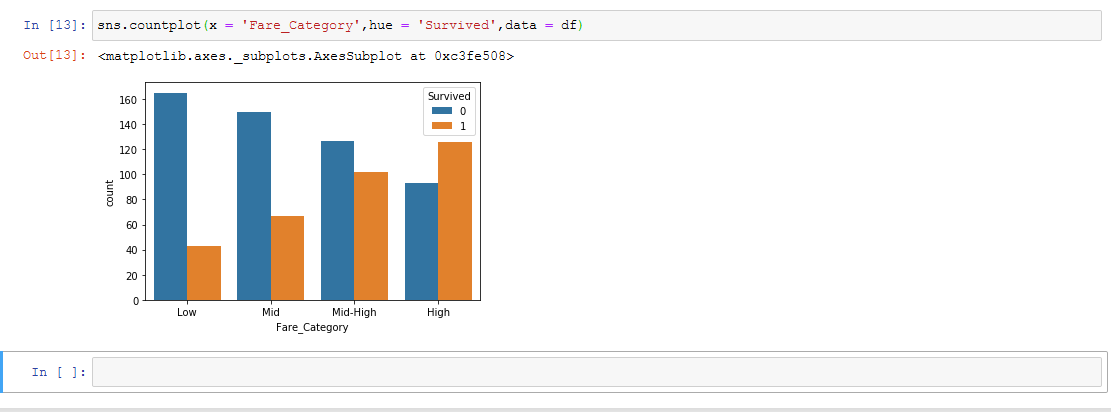 In [13]: sns.countplot(x = 'Fare_Category',hue = 'Survived',data = df)
Out[13]: <matplotlib.axes._subplots.AxesSubplot at 0xc3fe508>
Survived
0
1
160
140
120
100
80
60
40
20
0
count
Low Mid Mid-High High
Fare_Category
In [ ]: